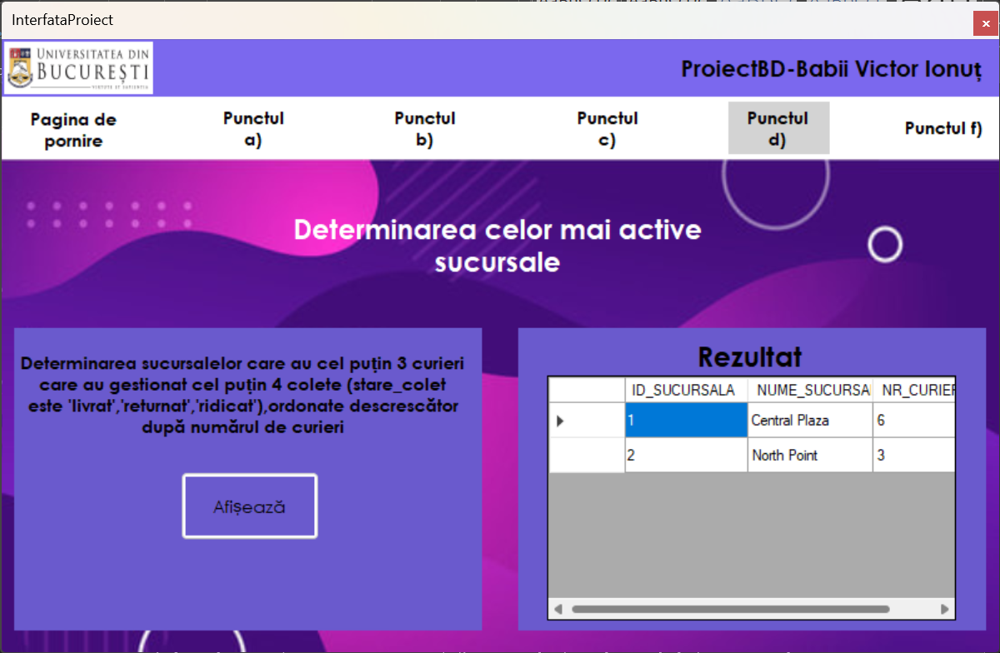 InterfataProiect
UNIVERSITATEA DIN
BUCUREȘTI
VIRTUTE ET SAPIENTIA
ProiectBD-Babii Victor Ionuț
Pagina de
pornire
Punctul
a)
Punctul
b)
Punctul
c)
Punctul
d)
Punctul f)
Determinarea celor mai active
sucursale
Determinarea sucursalelor care au cel puțin 3 curieri
care au gestionat cel puțin 4 colete (stare_colet
este 'livrat','returnat','ridicat'),ordonate descrescător
după numărul de curieri
Afișează
Rezultat
ID_SUCURSALA NUME_SUCURSA NR_CURIER
1 Central Plaza 6
2 North Point 3